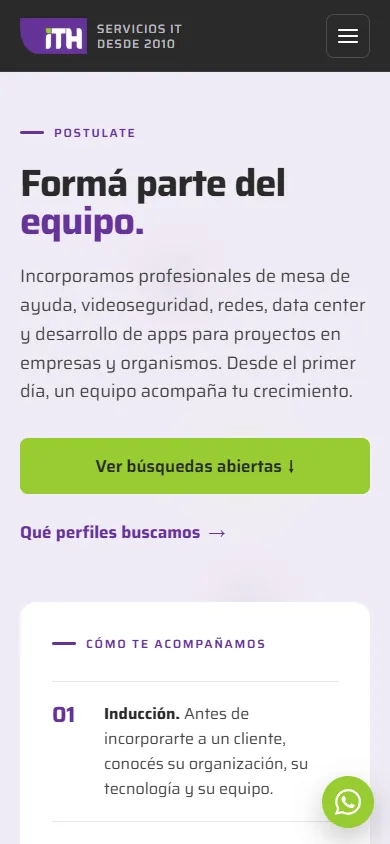 iTH
SERVICIOS IT
DESDE 2010
POSTULATE
Formá parte del
equipo.
Incorporamos profesionales de mesa de
ayuda, videoseguridad, redes, data center
y desarrollo de apps para proyectos en
empresas y organismos. Desde el primer
día, un equipo acompaña tu crecimiento.
Ver búsquedas abiertas ↓
Qué perfiles buscamos →
CÓMO TE ACOMPAÑAMOS
01
Inducción. Antes de
incorporarte a un cliente,
conocés su organización, su
tecnología y su equipo.